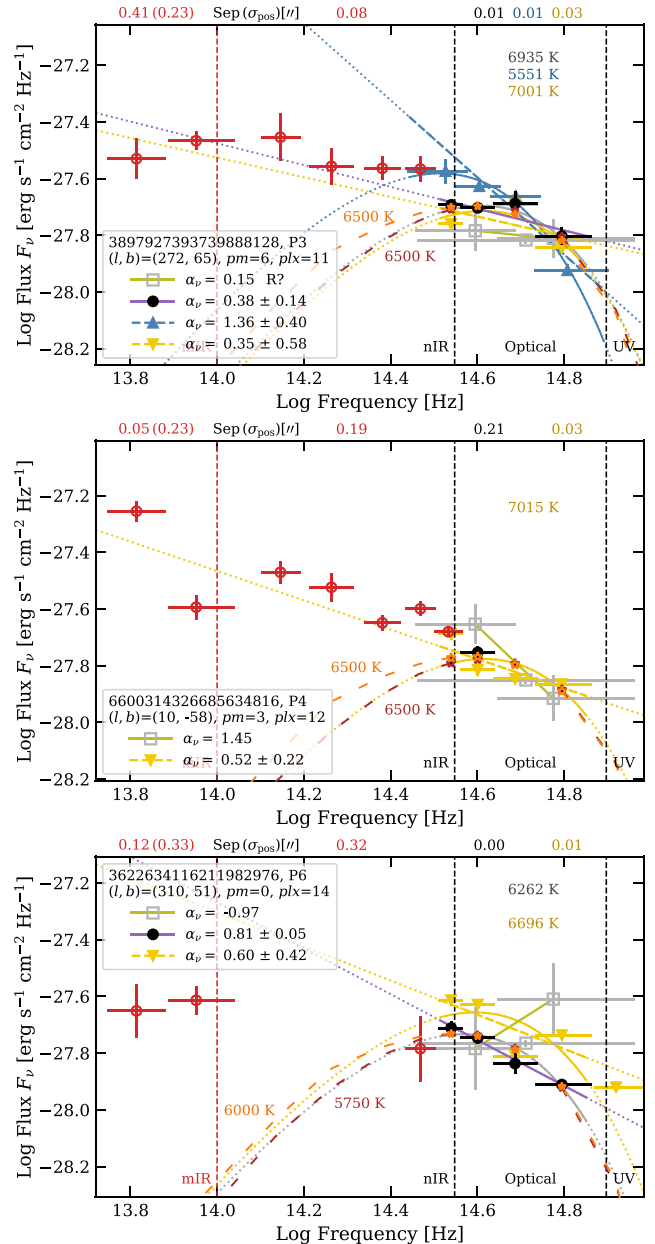 0.41 (0.23) Sep (σpos)[″] 0.08 0.01 0.01 0.03
6935 K
5551 K
7001 K
−27.2
−27.4
−27.6
−27.8
−28.0
−28.2
Log Flux Fν [erg s−1 cm−2 Hz−1]
6500 K
6500 K
3897927393739888128, P3
(l, b)=(272, 65) pm=6, plx=11
αν = 0.15 R?
αν = 0.38 ± 0.14
αν = 1.36 ± 0.40
αν = 0.35 ± 0.58
mIR nIR Optical UV
13.8 14.0 14.2 14.4 14.6 14.8
Log Frequency [Hz]
0.05 (0.23) Sep (σpos)[″] 0.19 0.21 0.03
7015 K
−27.2
−27.4
−27.6
−27.8
−28.0
−28.2
Log Flux Fν [erg s−1 cm−2 Hz−1]
6500 K
6500 K
6600314326685634816, P4
(l, b)=(10, -58) pm=3, plx=12
αν = 1.45
αν = 0.52 ± 0.22
mIR nIR Optical UV
13.8 14.0 14.2 14.4 14.6 14.8
Log Frequency [Hz]
0.12 (0.33) Sep (σpos)[″] 0.32 0.00 0.01
3622634116211982976, P6
(l, b)=(310, 51) pm=0, plx=14
αν = -0.97
αν = 0.81 ± 0.05
αν = 0.60 ± 0.42
6262 K
6696 K
−27.2
−27.4
−27.6
−27.8
−28.0
−28.2
Log Flux Fν [erg s−1 cm−2 Hz−1]
6000 K
5750 K
mIR nIR Optical UV
13.8 14.0 14.2 14.4 14.6 14.8
Log Frequency [Hz]